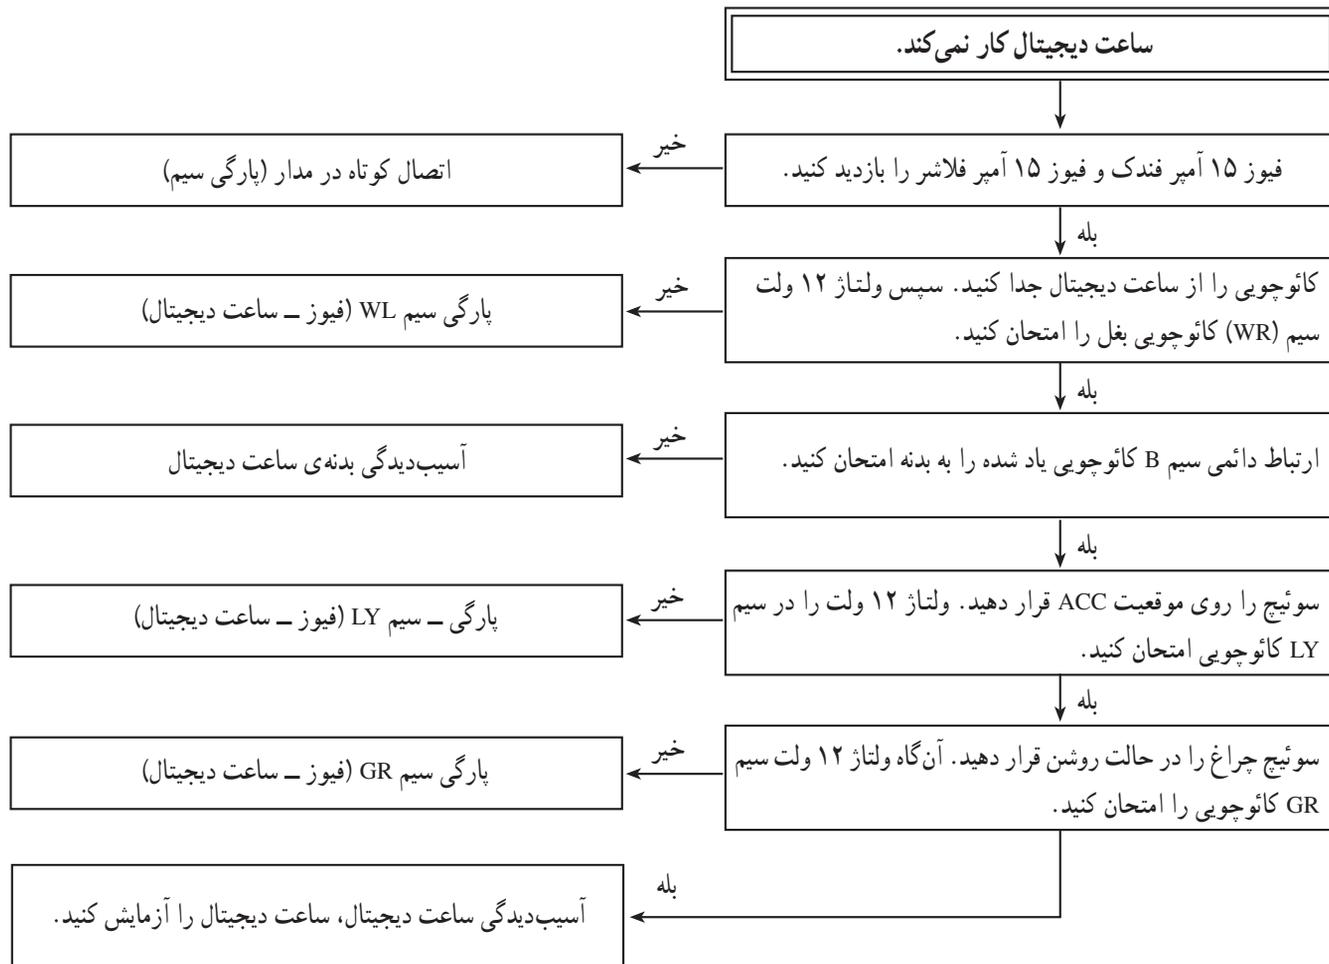 ساعت دیجیتال کار نمی‌کند.
فیوز ۱۵ آمپر فندک و فیوز ۱۵ آمپر فلاشر را بازدید کنید.
خیر
اتصال کوتاه در مدار (پارگی سیم)
بله
کائوچویی را از ساعت دیجیتال جدا کنید. سپس ولتاژ ۱۲ ولت
سیم (WR) کائوچویی بغل را امتحان کنید.
خیر
پارگی سیم WL (فیوز ـ ساعت دیجیتال)
بله
ارتباط دائمی سیم B کائوچویی یاد شده را به بدنه امتحان کنید.
خیر
آسیب‌دیدگی بدنه‌ی ساعت دیجیتال
بله
سوئیچ را روی موقعیت ACC قرار دهید. ولتاژ ۱۲ ولت را در سیم
LY کائوچویی امتحان کنید.
خیر
پارگی ـ سیم LY (فیوز ـ ساعت دیجیتال)
بله
سوئیچ چراغ را در حالت روشن قرار دهید. آن‌گاه ولتاژ ۱۲ ولت سیم
GR کائوچویی را امتحان کنید.
خیر
پارگی سیم GR (فیوز ـ ساعت دیجیتال)
بله
آسیب‌دیدگی ساعت دیجیتال، ساعت دیجیتال را آزمایش کنید.